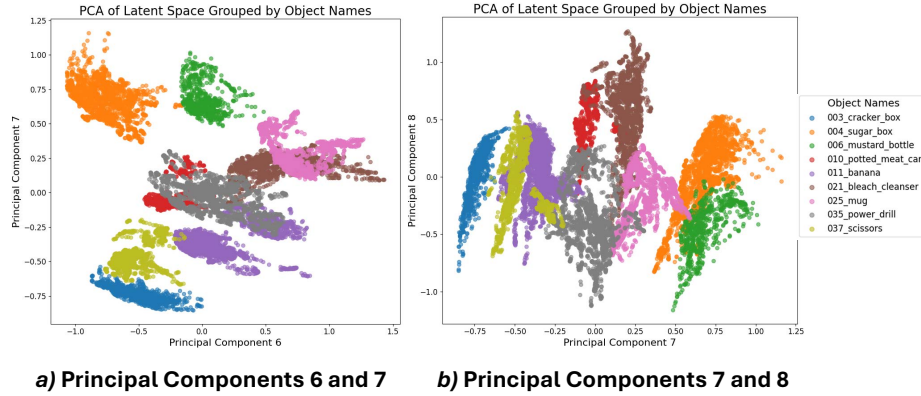 PCA of Latent Space Grouped by Object Names
1.25
1.00
0.75
0.50
0.25
0.00
−0.25
−0.50
−0.75
Principal Component 7
−1.0
−0.5
0.0
0.5
1.0
1.5
Principal Component 6
a) Principal Components 6 and 7
PCA of Latent Space Grouped by Object Names
1.0
0.5
0.0
−0.5
−1.0
Principal Component 8
−0.75
−0.50
−0.25
0.00
0.25
0.50
0.75
1.00
1.25
Principal Component 7
b) Principal Components 7 and 8
Object Names
003_cracker_box
004_sugar_box
006_mustard_bottle
010_potted_meat_can
011_banana
021_bleach_cleanser
025_mug
035_power_drill
037_scissors